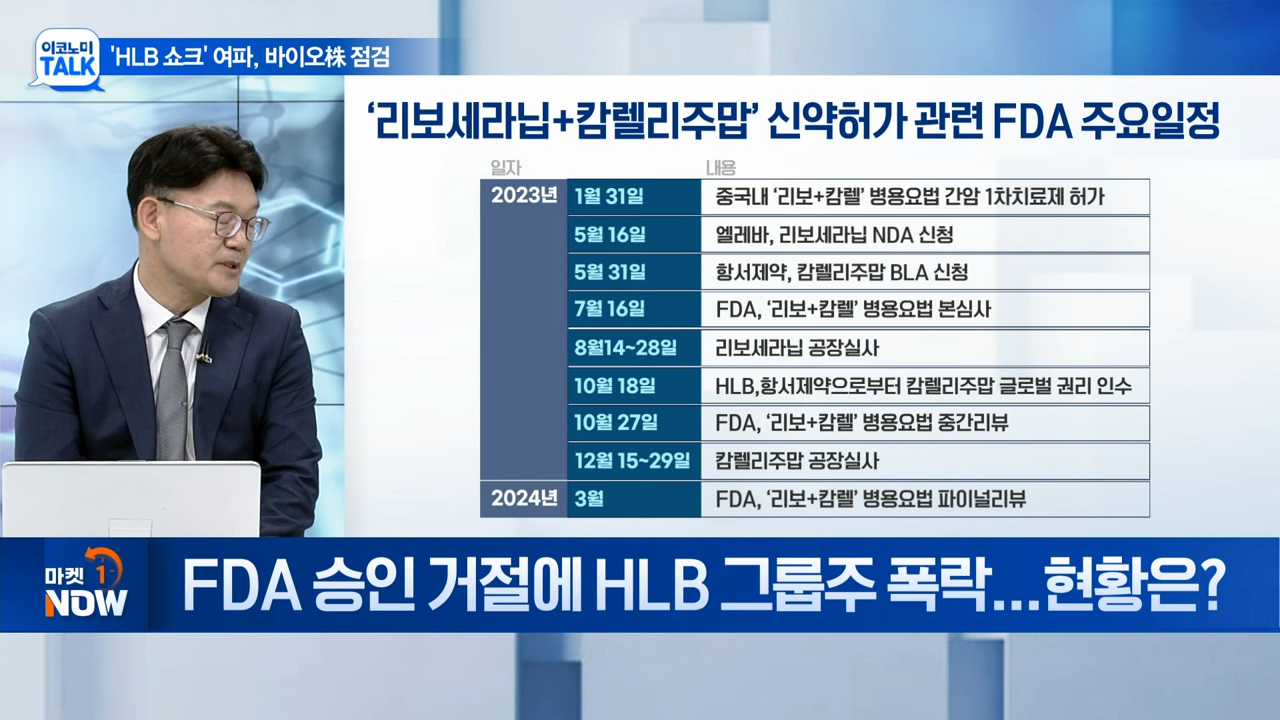 이코노미
TALK
'HLB 쇼크' 여파, 바이오株 점검
‘리보세라닙+캄렐리주맙’ 신약허가 관련 FDA 주요일정
일자 내용
2023년 1월 31일 중국내 ‘리보+캄렐’ 병용요법 간암 1차치료제 허가
5월 16일 엘레바, 리보세라닙 NDA 신청
5월 31일 항서제약, 캄렐리주맙 BLA 신청
7월 16일 FDA, ‘리보+캄렐’ 병용요법 본심사
8월14~28일 리보세라닙 공장실사
10월 18일 HLB,항서제약으로부터 캄렐리주맙 글로벌 권리 인수
10월 27일 FDA, ‘리보+캄렐’ 병용요법 중간리뷰
12월 15~29일 캄렐리주맙 공장실사
2024년 3월 FDA, ‘리보+캄렐’ 병용요법 파이널리뷰
마켓 1
NOW
FDA 승인 거절에 HLB 그룹주 폭락...현황은?